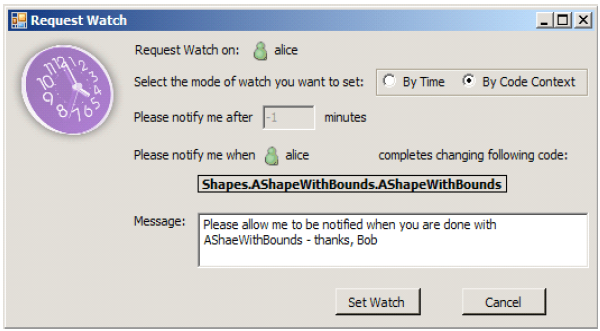 Request Watch
Request Watch on: alice
Select the mode of watch you want to set: By Time By Code Context
Please notify me after -1 minutes
Please notify me when alice completes changing following code:
Shapes.AShapeWithBounds.AShapeWithBounds
Message: Please allow me to be notified when you are done with
AShaeWithBounds - thanks, Bob
Set Watch Cancel